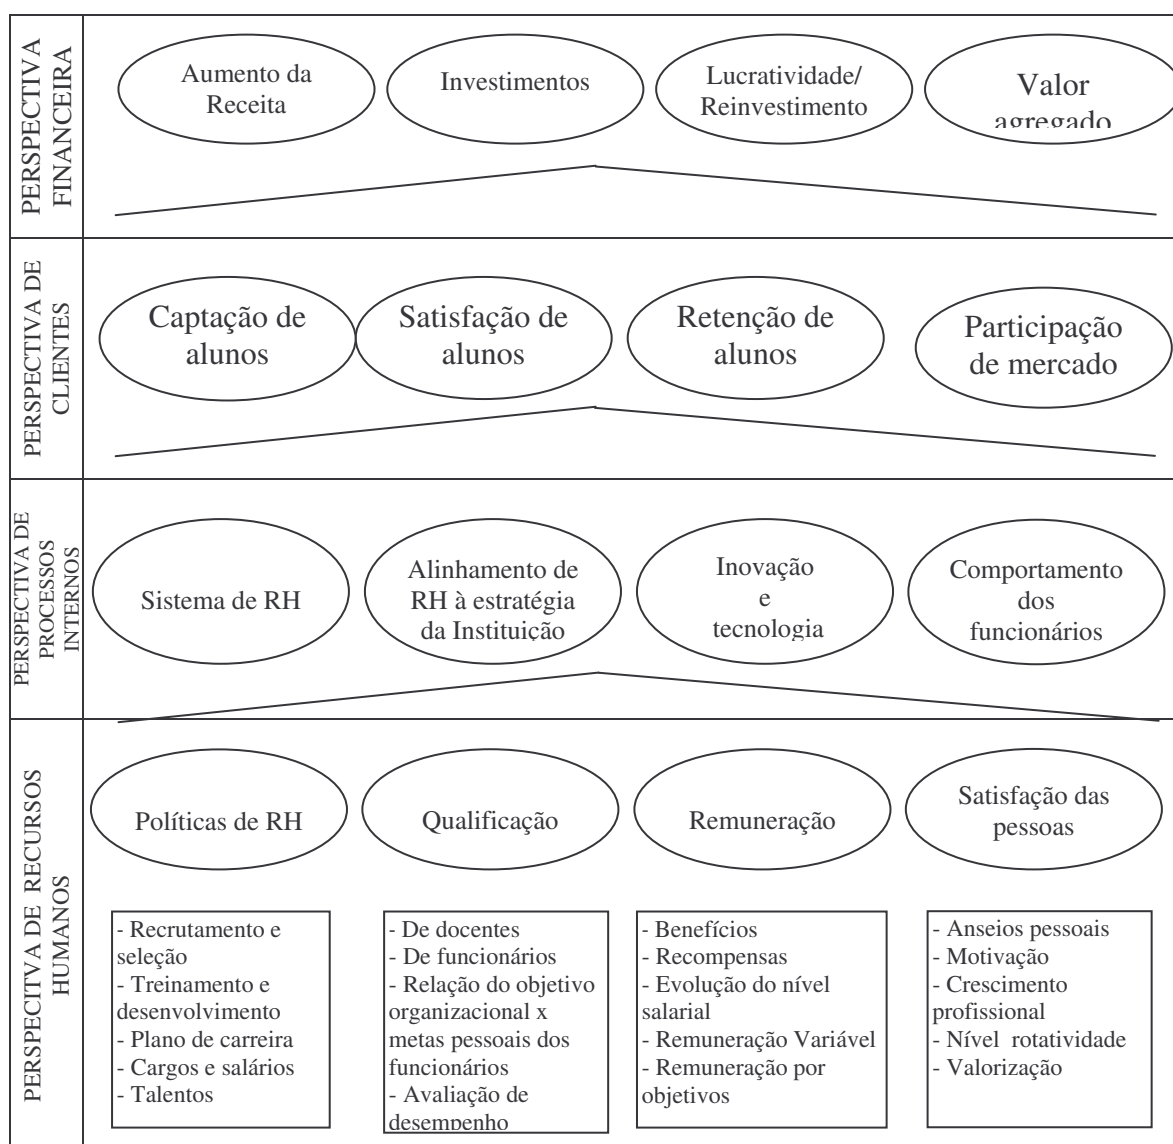 PERSPECTIVA
FINANCEIRA
Aumento da
Receita
Investimentos
Lucratividade/
Reinvestimento
Valor
agregado
PERSPECTIVA DE
CLIENTES
Captação de
alunos
Satisfação de
alunos
Retenção de
alunos
Participação
de mercado
PERSPECTIVA DE
PROCESSOS
INTERNOS
Sistema de RH
Alinhamento de
RH à estratégia
da Instituição
Inovação
e
tecnologia
Comportamento
dos
funcionários
PERSPECITVA DE RECURSOS
HUMANOS
Políticas de RH
Qualificação
Remuneração
Satisfação das
pessoas
- Recrutamento e
seleção
- Treinamento e
desenvolvimento
- Plano de carreira
- Cargos e salários
- Talentos
- De docentes
- De funcionários
- Relação do objetivo
organizacional x
metas pessoais dos
funcionários
- Avaliação de
desempenho
- Benefícios
- Recompensas
- Evolução do nível
salarial
- Remuneração Variável
- Remuneração por
objetivos
- Anseios pessoais
- Motivação
- Crescimento
profissional
- Nível rotatividade
- Valorização